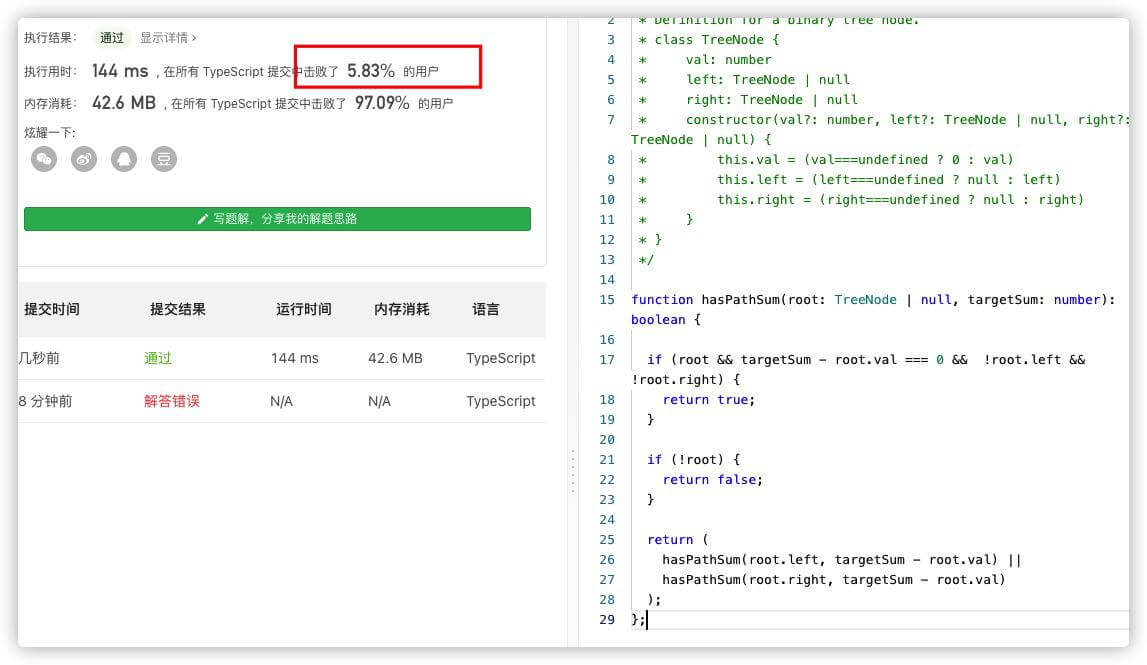 执行结果： 通过 显示详情 ›
执行用时： 144 ms , 在所有 TypeScript 提交中击败了 5.83% 的用户
内存消耗： 42.6 MB , 在所有 TypeScript 提交中击败了 97.09% 的用户
炫耀一下:
豆
写题解，分享我的解题思路
提交时间 提交结果 运行时间 内存消耗 语言
几秒前 通过 144 ms 42.6 MB TypeScript
8 分钟前 解答错误 N/A N/A TypeScript
2 * Definition for a binary tree node.
3 * class TreeNode {
4 * val: number
5 * left: TreeNode | null
6 * right: TreeNode | null
7 * constructor(val?: number, left?: TreeNode | null, right?:
TreeNode | null) {
8 * this.val = (val===undefined ? 0 : val)
9 * this.left = (left===undefined ? null : left)
10 * this.right = (right===undefined ? null : right)
11 * }
12 * }
13 */
14
15 function hasPathSum(root: TreeNode | null, targetSum: number):
boolean {
16
17 if (root && targetSum - root.val === 0 && !root.left &&
!root.right) {
18 return true;
19 }
20
21 if (!root) {
22 return false;
23 }
24
25 return (
26 hasPathSum(root.left, targetSum - root.val) ||
27 hasPathSum(root.right, targetSum - root.val)
28 );
29 };